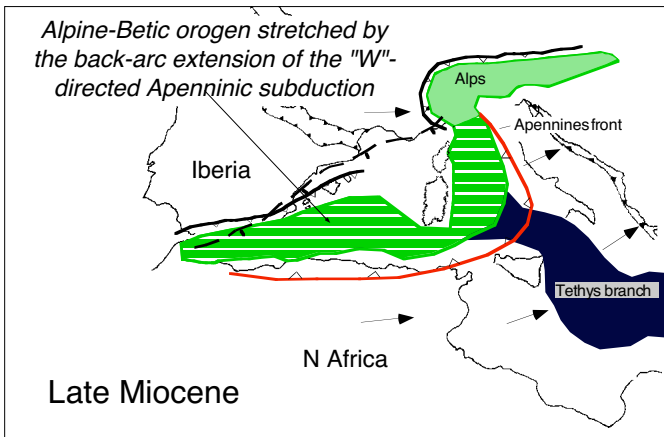 Alpine-Betic orogen stretched by
the back-arc extension of the "W"-
directed Apenninic subduction
Alps
Apennines front
Iberia
Tethys branch
N Africa
Late Miocene